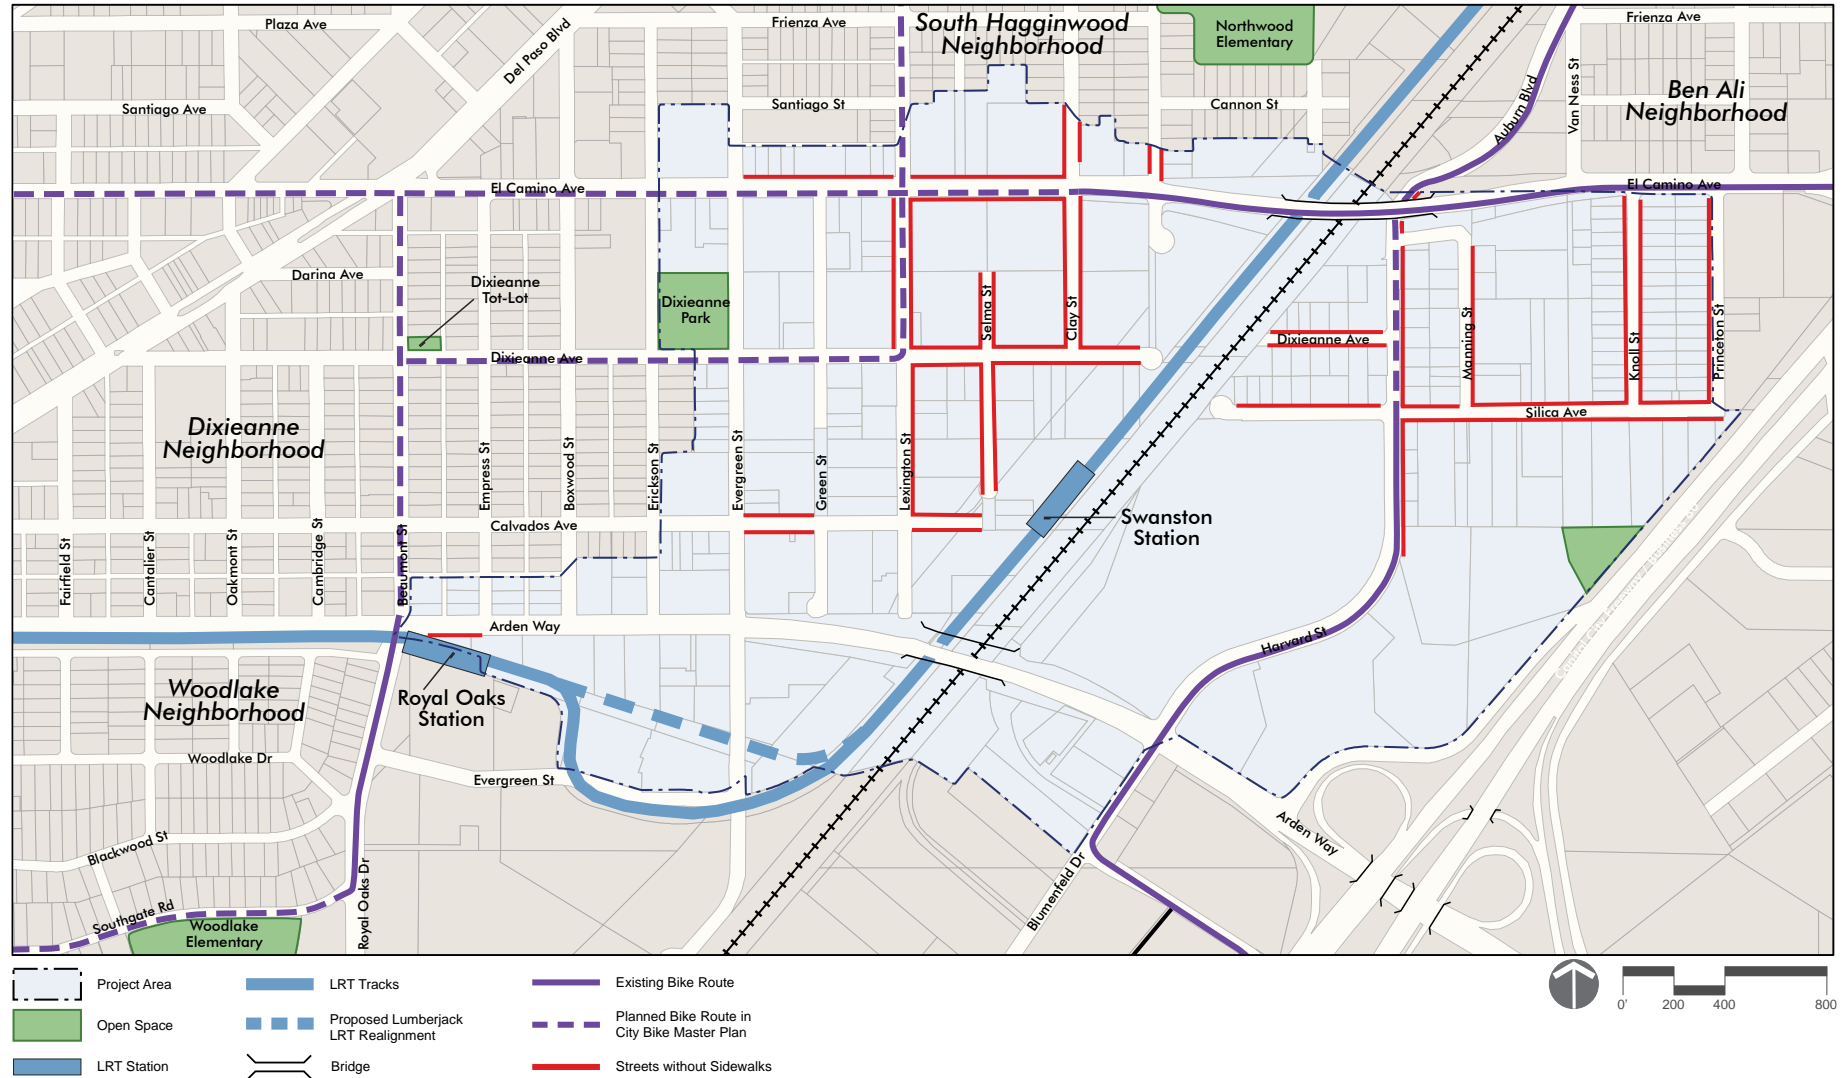 Plaza Ave
Del Paso Blvd
Frienza Ave
South Hagginwood
Neighborhood
Northwood
Elementary
Frienza Ave
Santiago Ave
Santiago St
Cannon St
Auburn Blvd
Van Ness St
Ben Ali
Neighborhood
El Camino Ave
El Camino Ave
Darina Ave
Dixieanne
Tot-Lot
Dixieanne
Park
Selma St
Clay St
Dixieanne Ave
Manning St
Knoll St
Princeton St
Dixieanne Ave
Silica Ave
Dixieanne
Neighborhood
Empress St
Boxwood St
Erickson St
Evergreen St
Green St
Lexington St
Swanston
Station
Calvados Ave
Fairfield St
Cantalier St
Oakmont St
Cambridge St
Beaumont St
Arden Way
Harvard St
Capital City Freeway / Business 80
Woodlake
Neighborhood
Royal Oaks
Station
Woodlake Dr
Evergreen St
Blackwood St
Arden Way
Southgate Rd
Woodlake
Elementary
Royal Oaks Dr
Blumenfeld Dr
Project Area
LRT Tracks
Existing Bike Route
Open Space
Proposed Lumberjack
LRT Realignment
Planned Bike Route in
City Bike Master Plan
LRT Station
Bridge
Streets without Sidewalks
0' 200 400 800